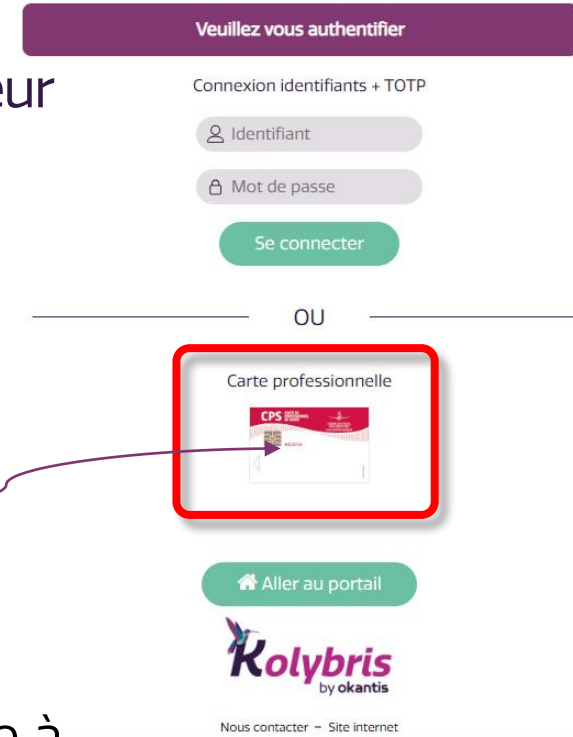 Veuillez vous authentifier
eur
Connexion identifiants + TOTP
Identifiant
Mot de passe
Se connecter
OU
Carte professionnelle
CPS
Aller au portail
Kolybris
by okantis
Nous contacter – Site internet